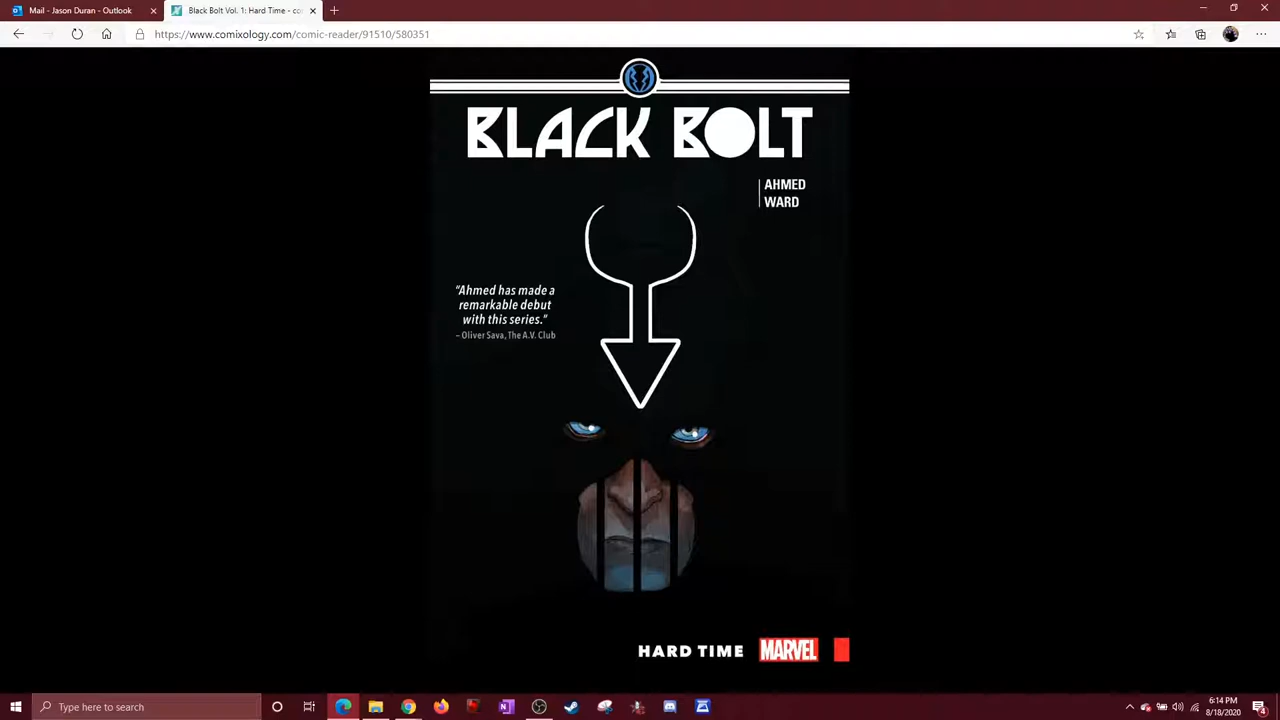 Mail - Jason Duran - Outlook
Black Bolt Vol. 1: Hard Time - co
https://www.comixology.com/comic-reader/91510/580351
BLACK BOLT
AHMED
WARD
"Ahmed has made a
remarkable debut
with this series."
– Oliver Sava, The A.V. Club
HARD TIME MARVEL
Type here to search
6:14 PM
8/18/2020
4